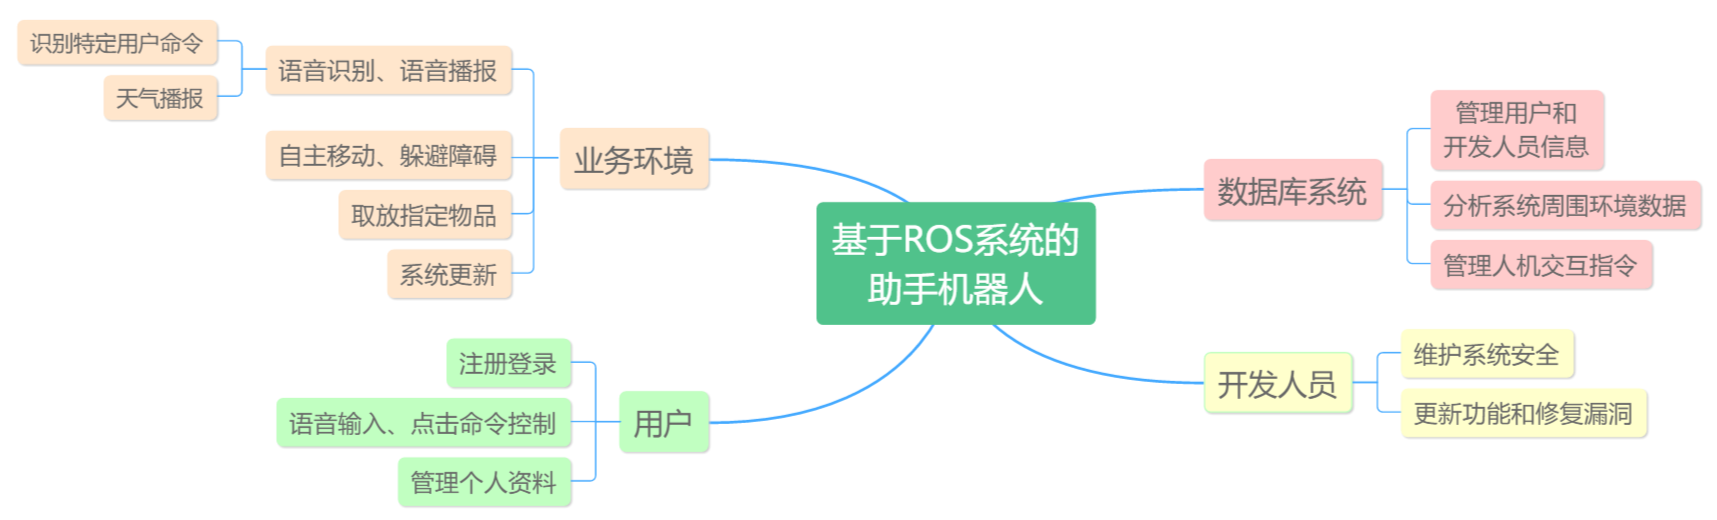 基于ROS系统的
助手机器人
业务环境
语音识别、语音播报
识别特定用户命令
天气播报
自主移动、躲避障碍
取放指定物品
系统更新
用户
注册登录
语音输入、点击命令控制
管理个人资料
数据库系统
管理用户和
开发人员信息
分析系统周围环境数据
管理人机交互指令
开发人员
维护系统安全
更新功能和修复漏洞